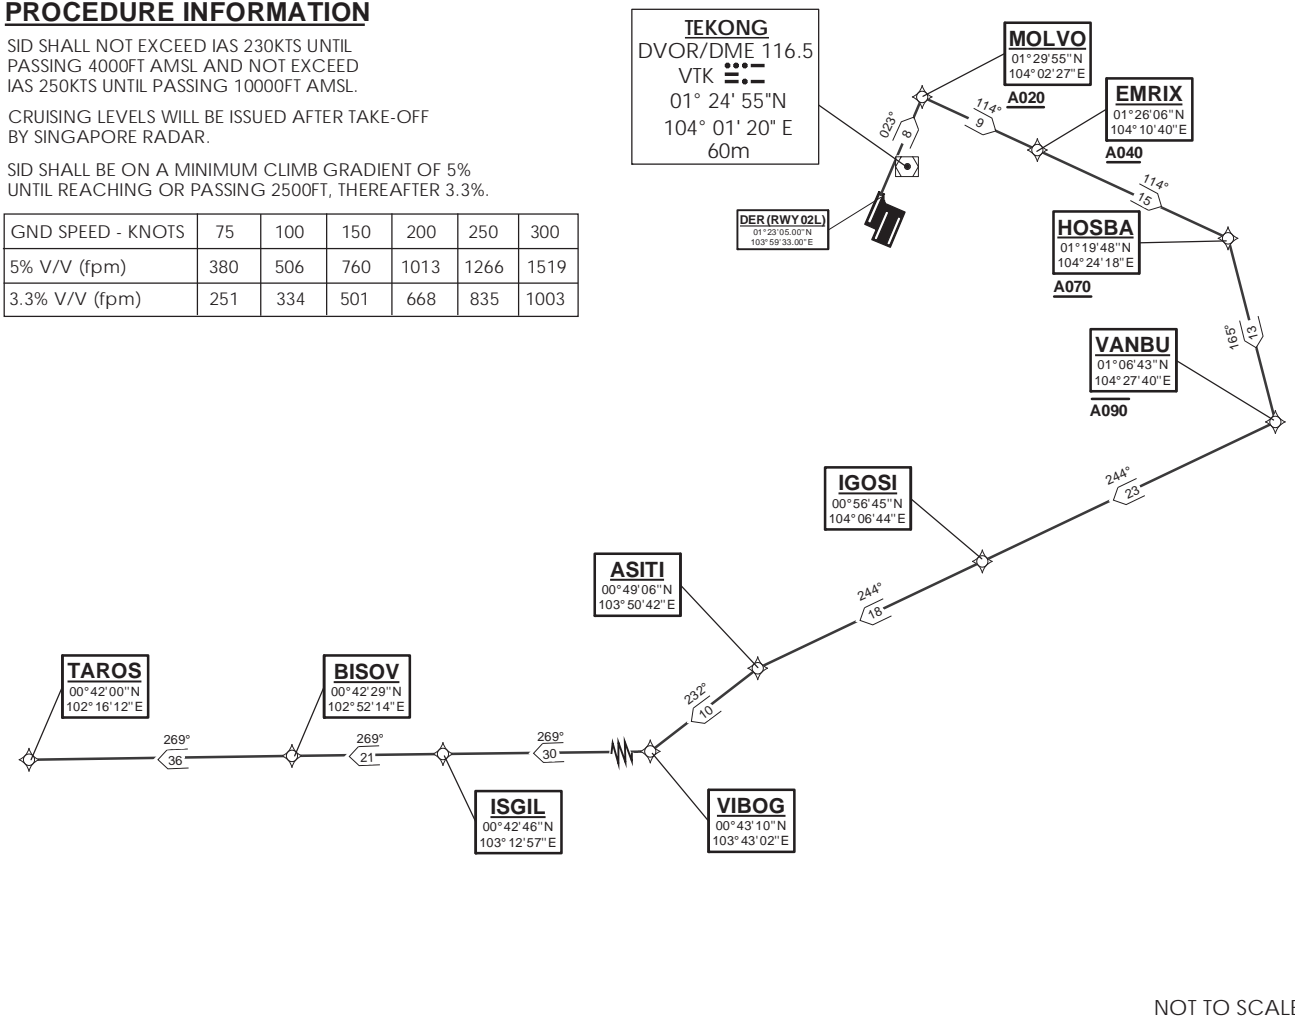 PROCEDURE INFORMATION
SID SHALL NOT EXCEED IAS 230KTS UNTIL
PASSING 4000FT AMSL AND NOT EXCEED
IAS 250KTS UNTIL PASSING 10000FT AMSL.
CRUISING LEVELS WILL BE ISSUED AFTER TAKE-OFF
BY SINGAPORE RADAR.
SID SHALL BE ON A MINIMUM CLIMB GRADIENT OF 5%
UNTIL REACHING OR PASSING 2500FT, THEREAFTER 3.3%.
GND SPEED - KNOTS 75 100 150 200 250 300
5% V/V (fpm) 380 506 760 1013 1266 1519
3.3% V/V (fpm) 251 334 501 668 835 1003
TEKONG
DVOR/DME 116.5
VTK
01° 24' 55"N
104° 01' 20" E
60m
MOLVO
01°29'55"N
104°02'27"E
A020
EMRIX
01°26'06"N
104°10'40"E
A040
023°
8
114°
9
114°
15
DER (RWY 02L)
01°23'05.00"N
103°59'33.00"E
HOSBA
01°19'48"N
104°24'18"E
A070
165°
13
VANBU
01°06'43"N
104°27'40"E
A090
244°
23
IGOSI
00°56'45"N
104°06'44"E
244°
18
ASITI
00°49'06"N
103°50'42"E
232°
10
TAROS
00°42'00"N
102°16'12"E
BISOV
00°42'29"N
102°52'14"E
269°
36
269°
21
269°
30
ISGIL
00°42'46"N
103°12'57"E
VIBOG
00°43'10"N
103°43'02"E
NOT TO SCALE